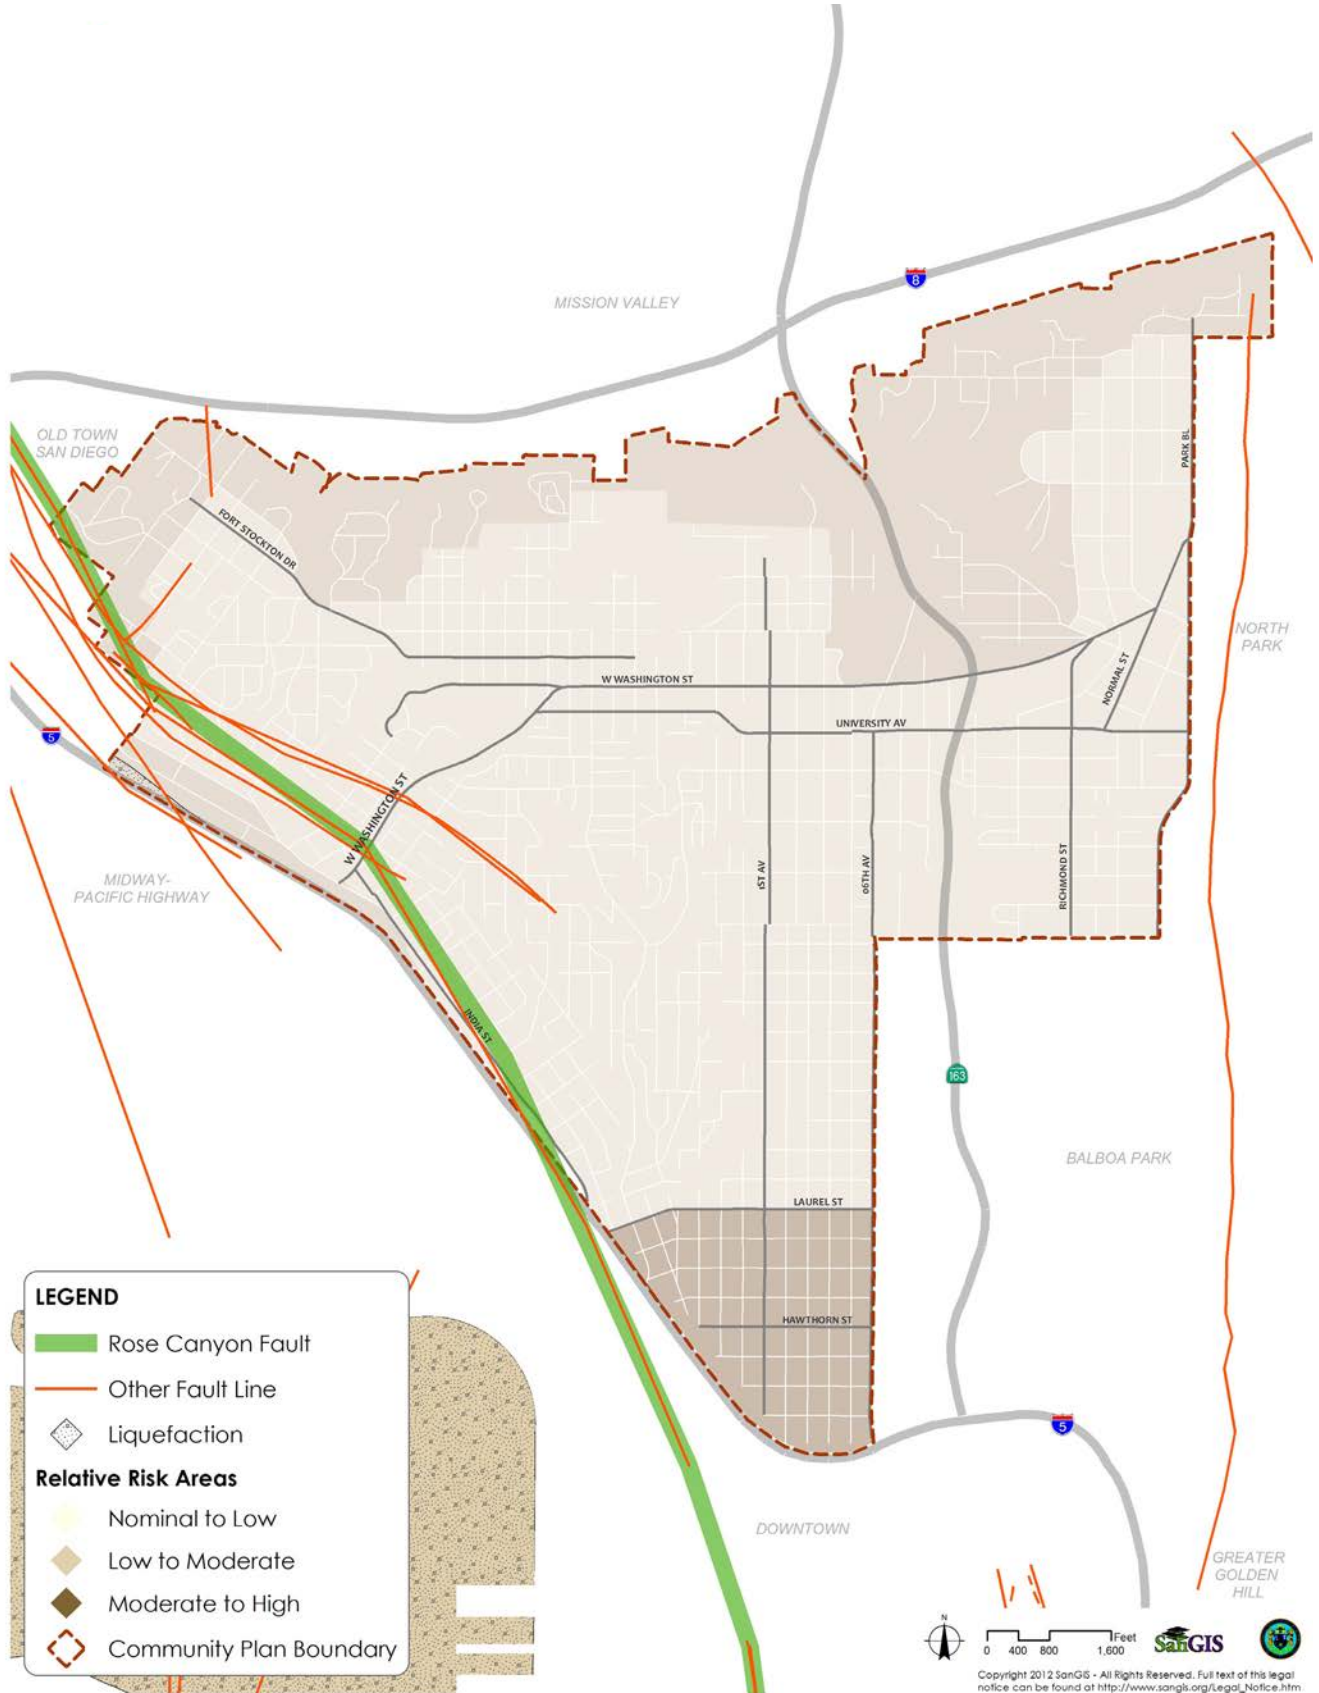 8
MISSION VALLEY
OLD TOWN
SAN DIEGO
PARK BL
FORT STOCKTON DR
NORTH
PARK
W WASHINGTON ST
NORMAL ST
UNIVERSITY AV
5
W WASHINGTON ST
1ST AV
06TH AV
RICHMOND ST
MIDWAY-
PACIFIC HIGHWAY
INDIA ST
163
BALBOA PARK
LAUREL ST
HAWTHORN ST
5
DOWNTOWN
GREATER
GOLDEN
HILL
LEGEND
Rose Canyon Fault
Other Fault Line
Liquefaction
Relative Risk Areas
Nominal to Low
Low to Moderate
Moderate to High
Community Plan Boundary
N
0 400 800 1,600 Feet
SanGIS
Copyright 2012 SanGIS - All Rights Reserved. Full text of this legal
notice can be found at http://www.sangis.org/Legal_Notice.htm